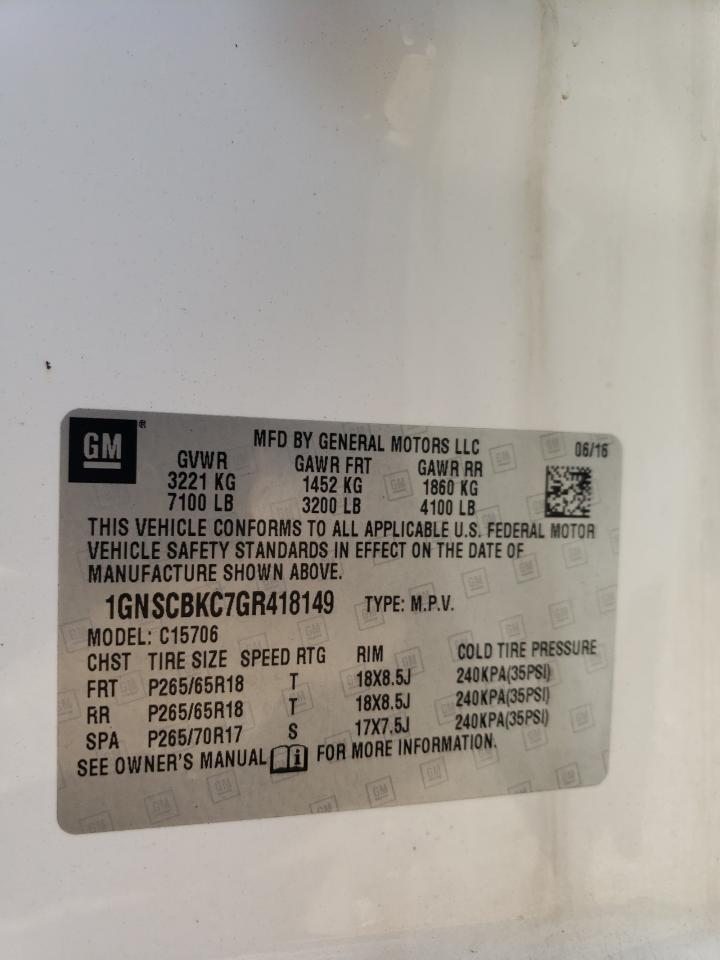 GM®
MFD BY GENERAL MOTORS LLC 06/16
GVWR GAWR FRT GAWR RR
3221 KG 1452 KG 1860 KG
7100 LB 3200 LB 4100 LB
THIS VEHICLE CONFORMS TO ALL APPLICABLE U.S. FEDERAL MOTOR
VEHICLE SAFETY STANDARDS IN EFFECT ON THE DATE OF
MANUFACTURE SHOWN ABOVE.
1GNSCBKC7GR418149 TYPE: M.P.V.
MODEL: C15706
CHST TIRE SIZE SPEED RTG RIM COLD TIRE PRESSURE
FRT P265/65R18 T 18X8.5J 240KPA(35PSI)
RR P265/65R18 T 18X8.5J 240KPA(35PSI)
SPA P265/70R17 S 17X7.5J 240KPA(35PSI)
SEE OWNER'S MANUAL i FOR MORE INFORMATION.